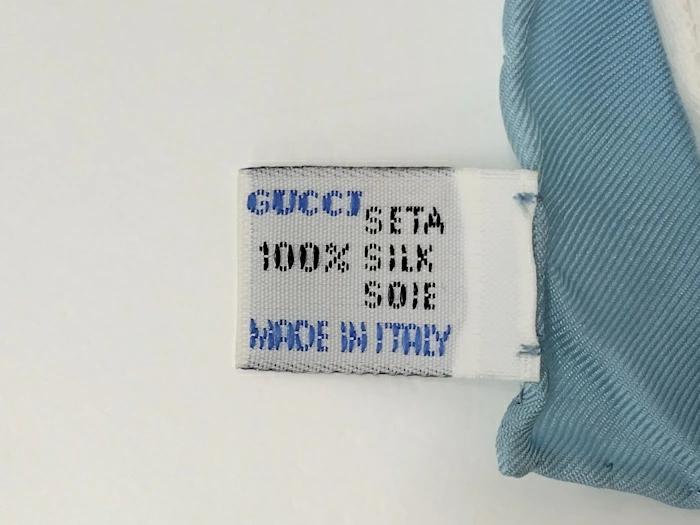 GUCCI
SETA
100% SILK
SOIE
MADE IN ITALY